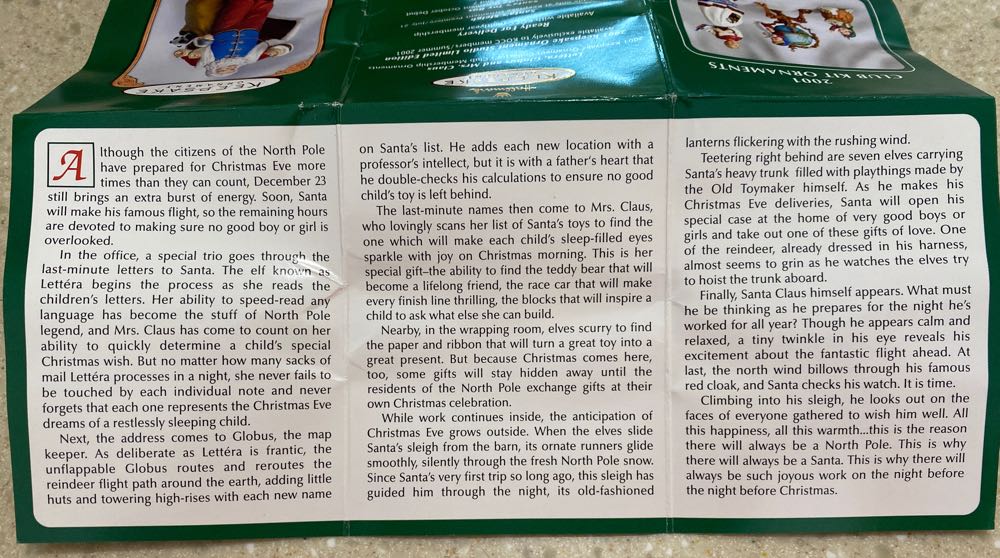 2001
CLUB KIT ORNAMENTS
Hallmark
KEEPSAKE
KEEPSAKE
ORNAMENTS
and Mrs. Claus
Keepsake Ornament Studio Limited Edition
Available exclusively to KOCC members Summer 2001
Ready For Delivery
Although the citizens of the North Pole
have prepared for Christmas Eve more
times than they can count, December 23
still brings an extra burst of energy. Soon, Santa
will make his famous flight, so the remaining hours
are devoted to making sure no good boy or girl is
overlooked.
In the office, a special trio goes through the
last-minute letters to Santa. The elf known as
Lettéra begins the process as she reads the
children's letters. Her ability to speed-read any
language has become the stuff of North Pole
legend, and Mrs. Claus has come to count on her
ability to quickly determine a child's special
Christmas wish. But no matter how many sacks of
mail Lettéra processes in a night, she never fails to
be touched by each individual note and never
forgets that each one represents the Christmas Eve
dreams of a restlessly sleeping child.
Next, the address comes to Globus, the map
keeper. As deliberate as Lettéra is frantic, the
unflappable Globus routes and reroutes the
reindeer flight path around the earth, adding little
huts and towering high-rises with each new name
on Santa's list. He adds each new location with a
professor's intellect, but it is with a father's heart that
he double-checks his calculations to ensure no good
child's toy is left behind.
The last-minute names then come to Mrs. Claus,
who lovingly scans her list of Santa's toys to find the
one which will make each child's sleep-filled eyes
sparkle with joy on Christmas morning. This is her
special gift–the ability to find the teddy bear that will
become a lifelong friend, the race car that will make
every finish line thrilling, the blocks that will inspire a
child to ask what else she can build.
Nearby, in the wrapping room, elves scurry to find
the paper and ribbon that will turn a great toy into a
great present. But because Christmas comes here,
too, some gifts will stay hidden away until the
residents of the North Pole exchange gifts at their
own Christmas celebration.
While work continues inside, the anticipation of
Christmas Eve grows outside. When the elves slide
Santa's sleigh from the barn, its ornate runners glide
smoothly, silently through the fresh North Pole snow.
Since Santa's very first trip so long ago, this sleigh has
guided him through the night, its old-fashioned
lanterns flickering with the rushing wind.
Teetering right behind are seven elves carrying
Santa's heavy trunk filled with playthings made by
the Old Toymaker himself. As he makes his
Christmas Eve deliveries, Santa will open his
special case at the home of very good boys or
girls and take out one of these gifts of love. One
of the reindeer, already dressed in his harness,
almost seems to grin as he watches the elves try
to hoist the trunk aboard.
Finally, Santa Claus himself appears. What must
he be thinking as he prepares for the night he's
worked for all year? Though he appears calm and
relaxed, a tiny twinkle in his eye reveals his
excitement about the fantastic flight ahead. At
last, the north wind billows through his famous
red cloak, and Santa checks his watch. It is time.
Climbing into his sleigh, he looks out on the
faces of everyone gathered to wish him well. All
this happiness, all this warmth...this is the reason
there will always be a North Pole. This is why
there will always be a Santa. This is why there will
always be such joyous work on the night before
the night before Christmas.